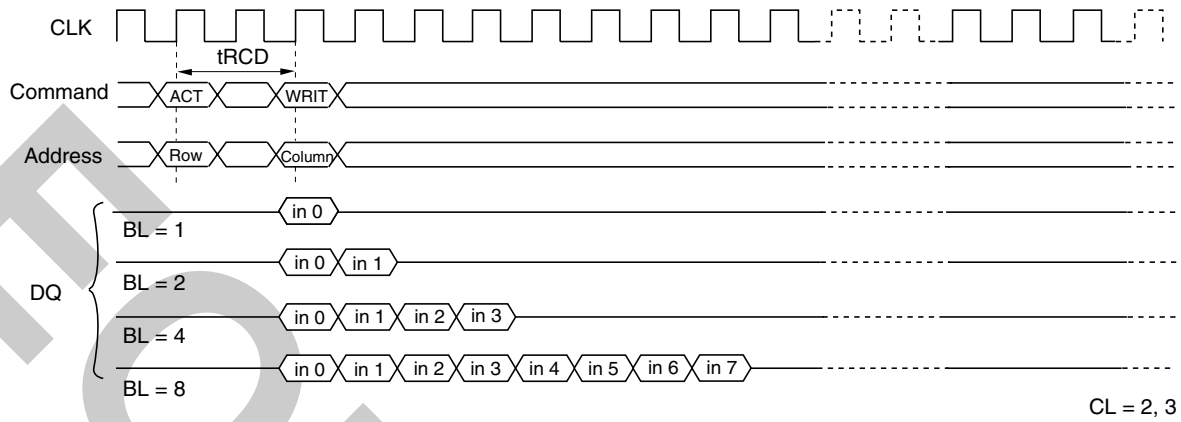 CLK
tRCD
Command ACT WRIT
Address Row Column
DQ
in 0
BL = 1
in 0 in 1
BL = 2
in 0 in 1 in 2 in 3
BL = 4
in 0 in 1 in 2 in 3 in 4 in 5 in 6 in 7
BL = 8
CL = 2, 3